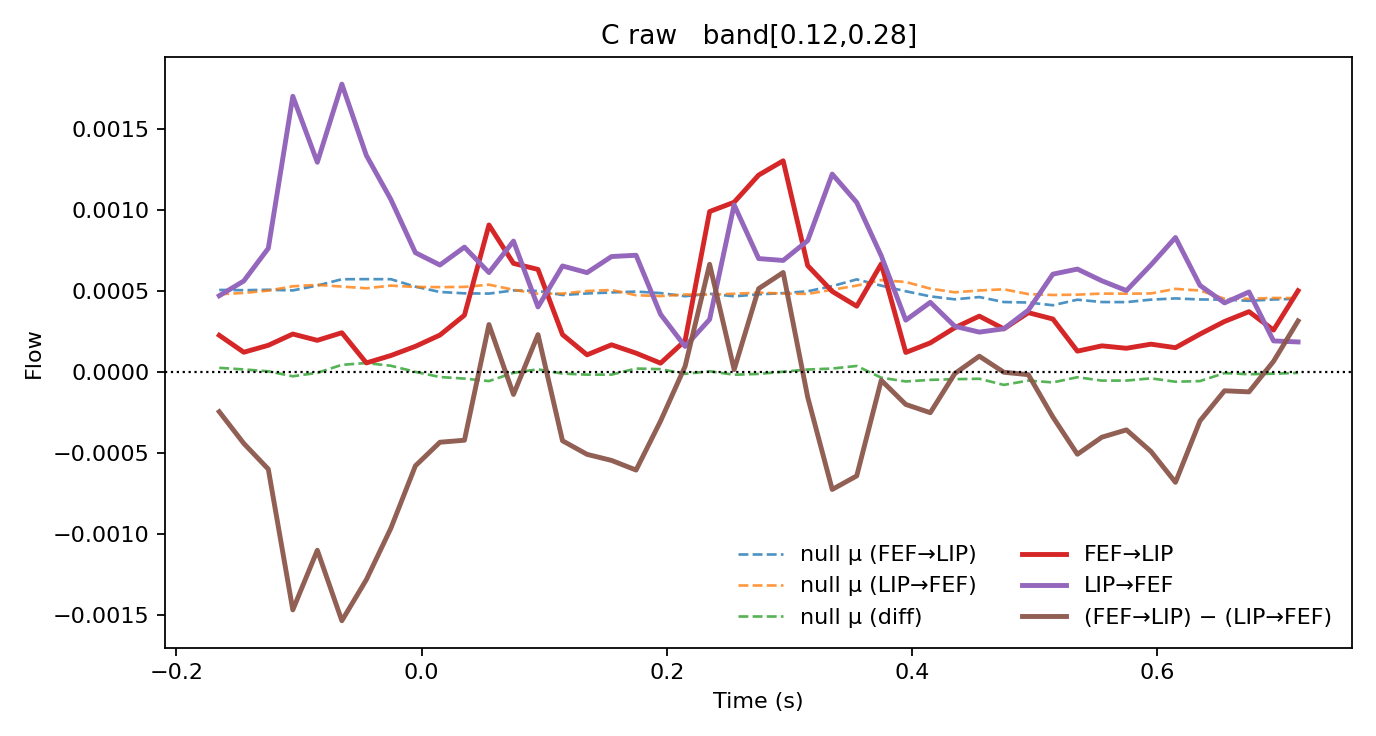 C raw   band[0.12,0.28]
Flow
0.0015
0.0010
0.0005
0.0000
−0.0005
−0.0010
−0.0015
null μ (FEF→LIP)
null μ (LIP→FEF)
null μ (diff)
FEF→LIP
LIP→FEF
(FEF→LIP) − (LIP→FEF)
−0.2
0.0
0.2
0.4
0.6
Time (s)